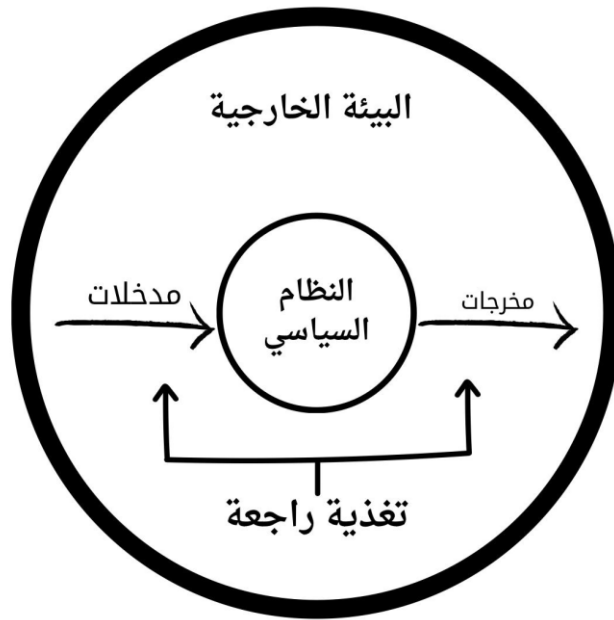 البيئة الخارجية
مدخلات
النظام
السياسي
مخرجات
تغذية راجعة